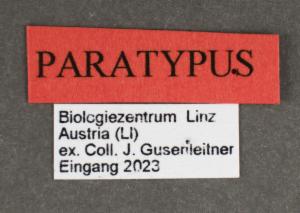 PARATYPUS
Biologiezentrum Linz
Austria (LI)
ex. Coll. J. Gusenleitner
Eingang 2023